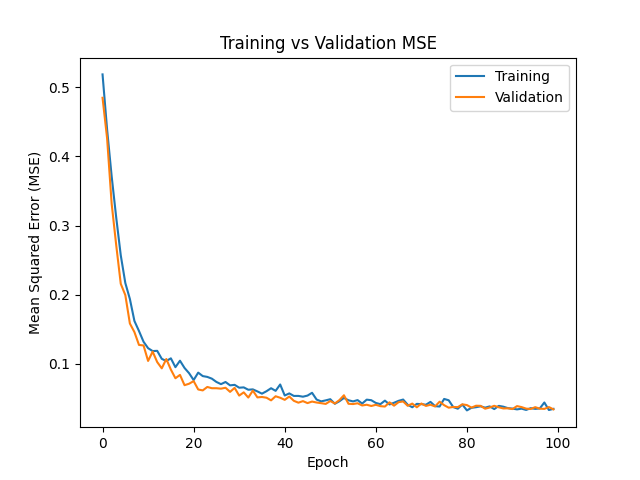 Training vs Validation MSE
Training
Validation
Mean Squared Error (MSE)
0.5
0.4
0.3
0.2
0.1
0 20 40 60 80 100
Epoch